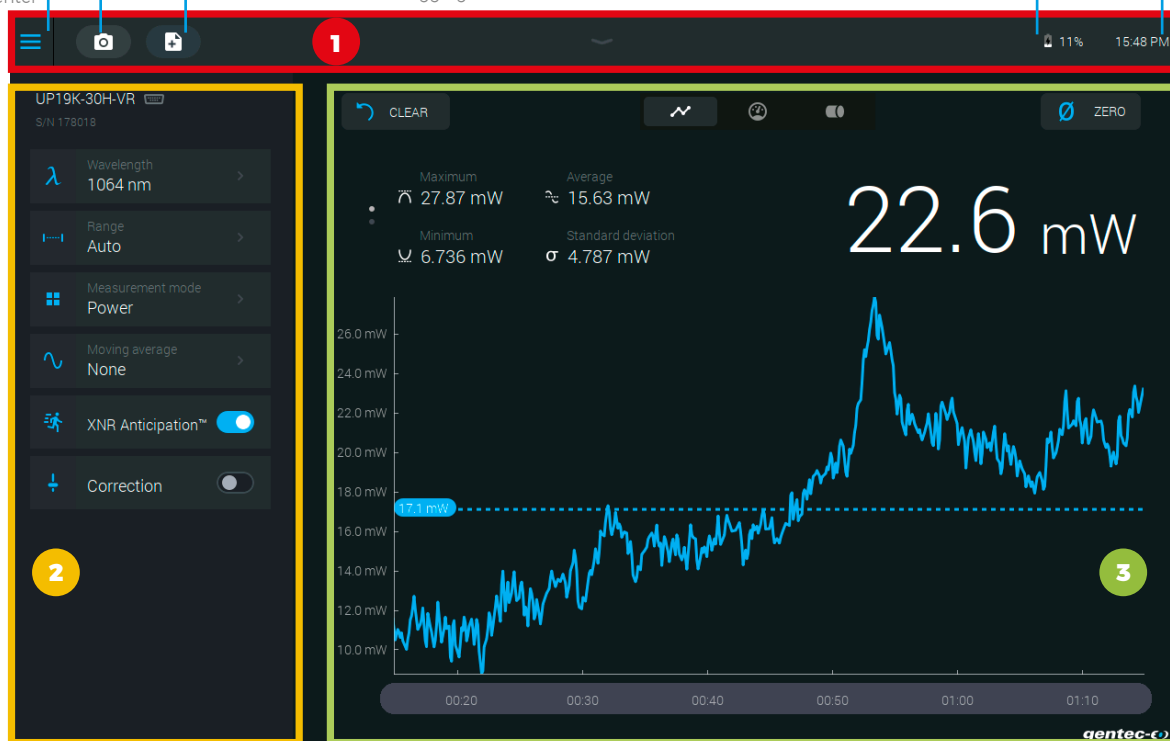 enter
1
11%
15:48 PM
UP19K-30H-VR
S/N 178018
Wavelength
1064 nm
Range
Auto
Measurement mode
Power
Moving average
None
XNR Anticipation™
Correction
2
CLEAR
ZERO
Maximum
27.87 mW
Average
15.63 mW
Minimum
6.736 mW
Standard deviation
σ 4.787 mW
22.6 mW
26.0 mW
24.0 mW
22.0 mW
20.0 mW
18.0 mW
17.1 mW
16.0 mW
14.0 mW
12.0 mW
10.0 mW
3
00:20 00:30 00:40 00:50 01:00 01:10
gentec-eo